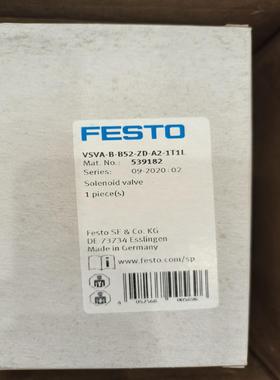 FESTO
VSVA-B-B52-ZD-A2-1T1L
Mat. No.: 539182
Series: 09-2020:02
Solenoid valve
1 piece(s)
Festo SE & Co. KG
DE 73734 Esslingen
Made in Germany
www.festo.com/sp